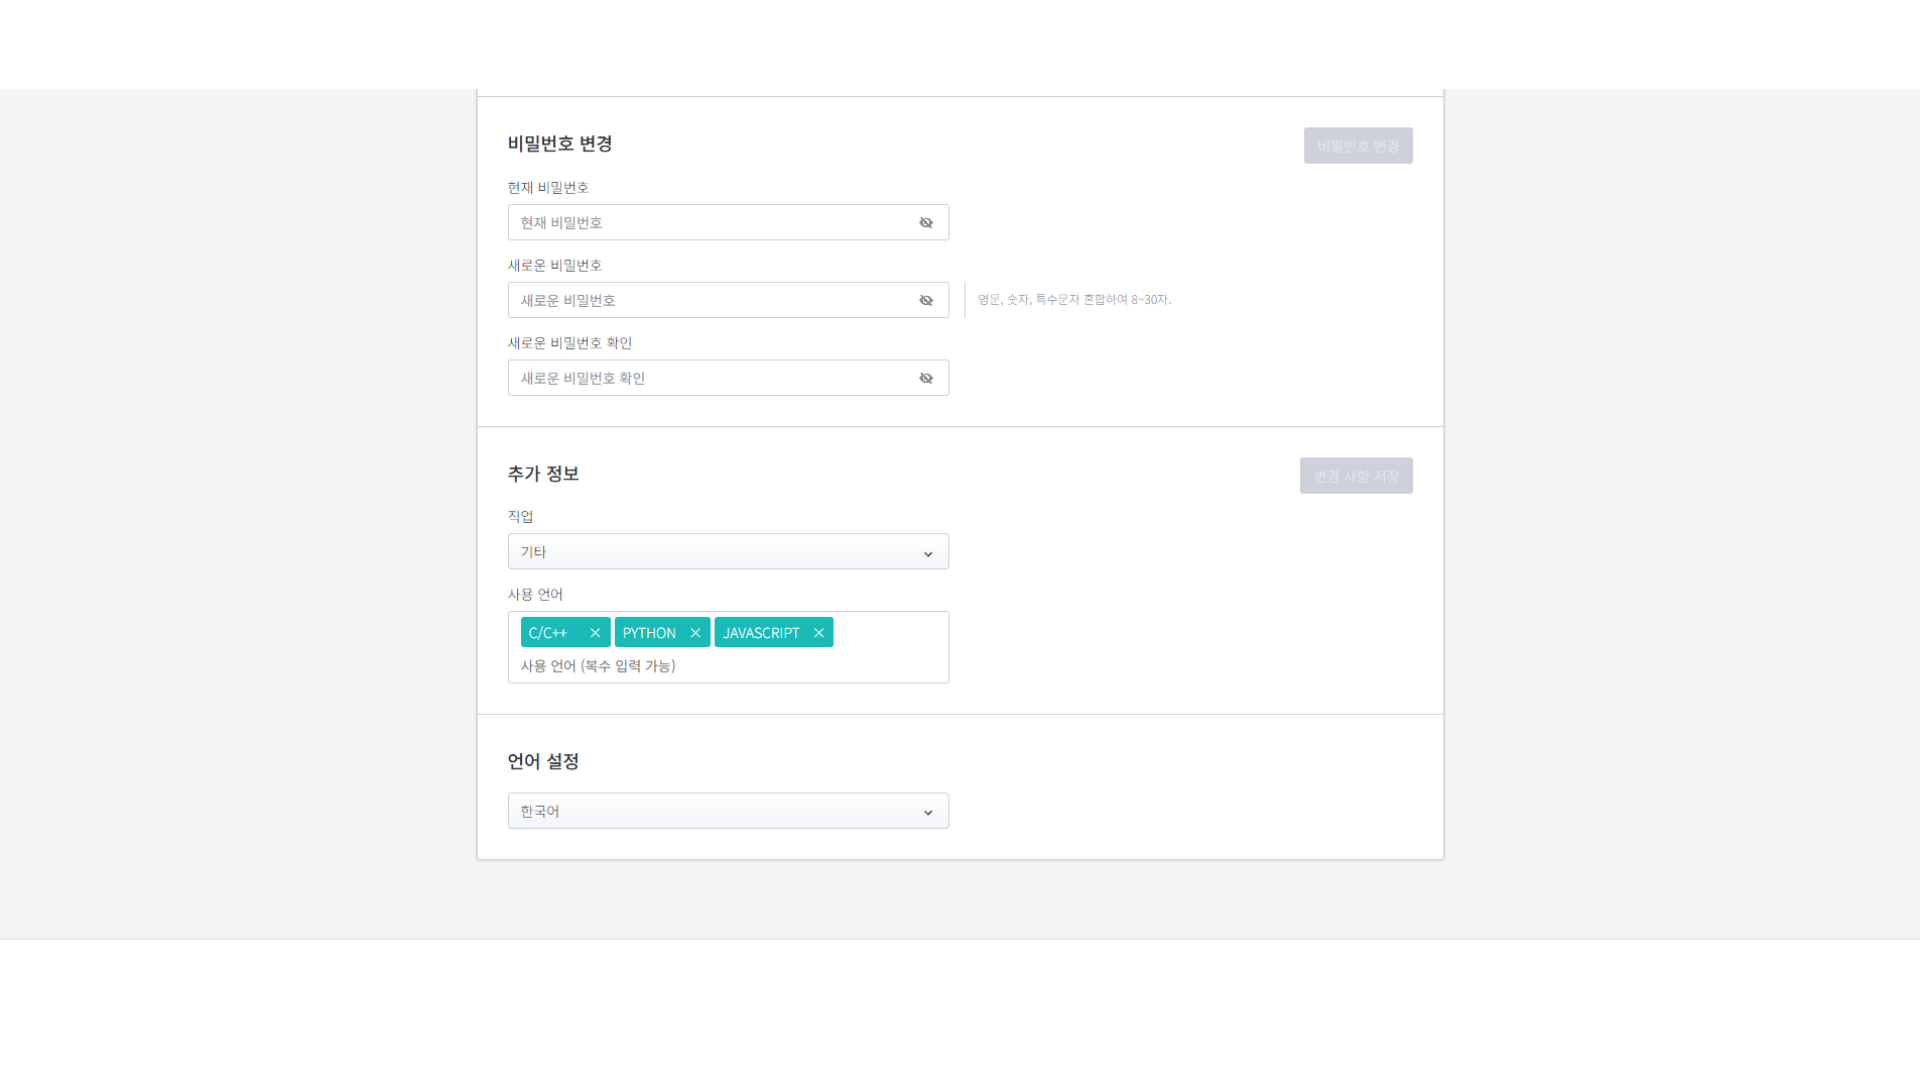 비밀번호 변경
비밀번호 변경
현재 비밀번호
현재 비밀번호
새로운 비밀번호
새로운 비밀번호
영문, 숫자, 특수문자 혼합하여 8~30자.
새로운 비밀번호 확인
새로운 비밀번호 확인
추가 정보
변경 사항 저장
직업
기타
사용 언어
C/C++ PYTHON JAVASCRIPT
사용 언어 (복수 입력 가능)
언어 설정
한국어